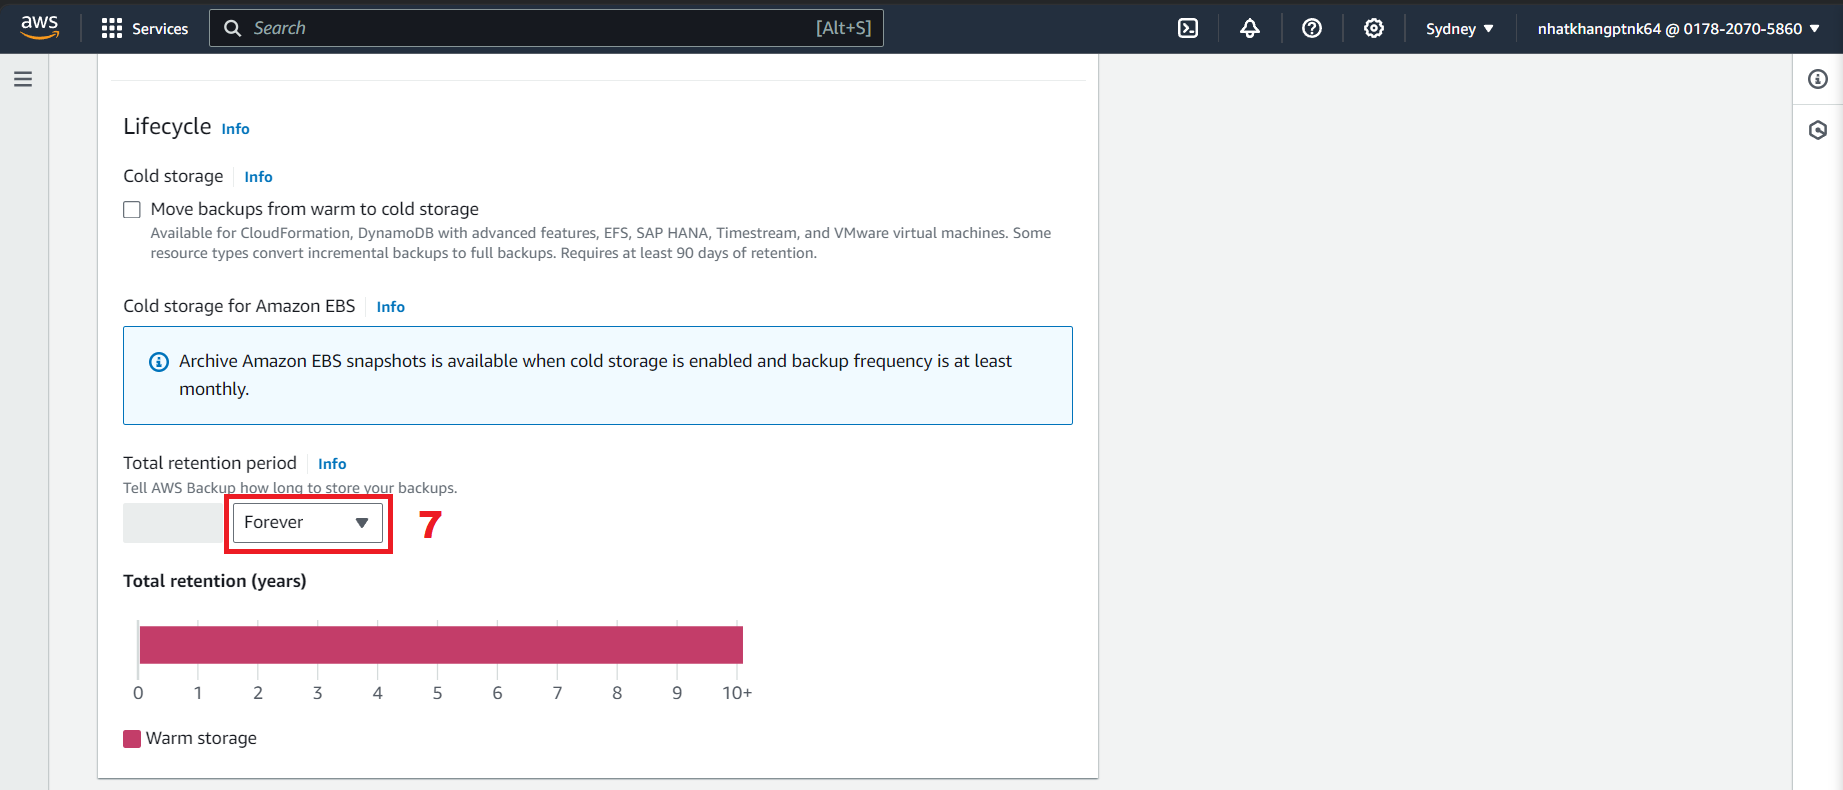 aws
Services
Search [Alt+S]
Sydney
nhatkhangptnk64 @ 0178-2070-5860
Lifecycle Info
Cold storage Info
Move backups from warm to cold storage
Available for CloudFormation, DynamoDB with advanced features, EFS, SAP HANA, Timestream, and VMware virtual machines. Some
resource types convert incremental backups to full backups. Requires at least 90 days of retention.
Cold storage for Amazon EBS Info
Archive Amazon EBS snapshots is available when cold storage is enabled and backup frequency is at least
monthly.
Total retention period Info
Tell AWS Backup how long to store your backups.
Forever
7
Total retention (years)
0 1 2 3 4 5 6 7 8 9 10+
Warm storage